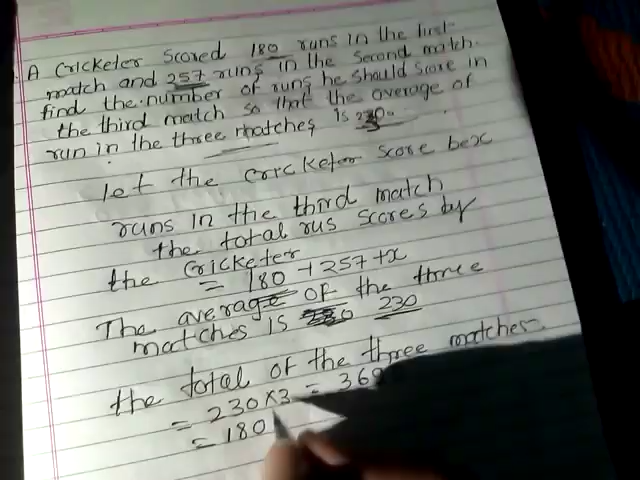 A Cricketer Scored 180 runs in the first
match and 257 runs in the Second match.
find the number of runs he should score in
the third match so that the average of
run in the three matches is 230.
let the Cricketer score be x
runs in the third match
the total rus scores by
the Cricketer
= 180 + 257 + x
The average OF the three
matches is 230
the total of the three matches.
= 230 x 3 = 369
= 180